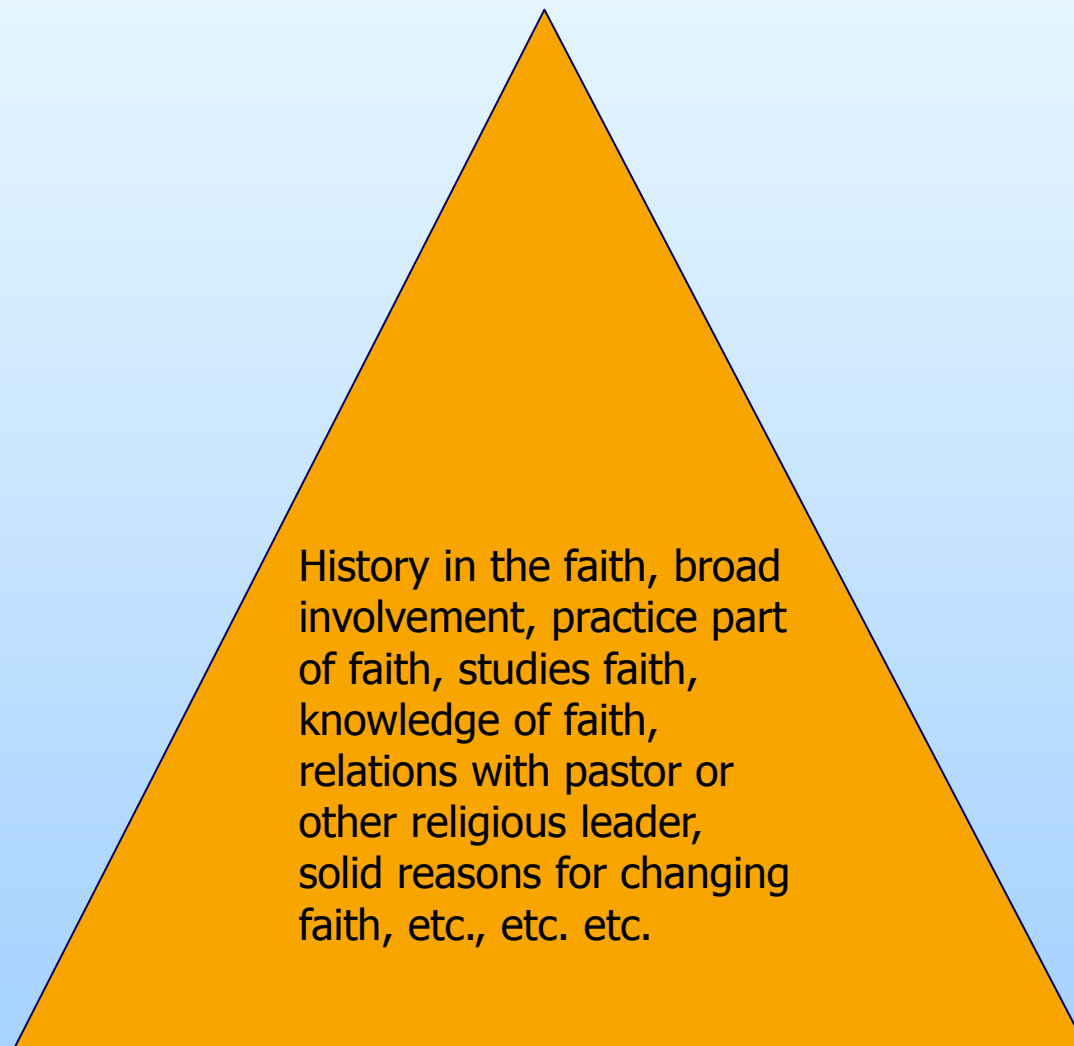 History in the faith, broad
involvement, practice part
of faith, studies faith,
knowledge of faith,
relations with pastor or
other religious leader,
solid reasons for changing
faith, etc., etc. etc.